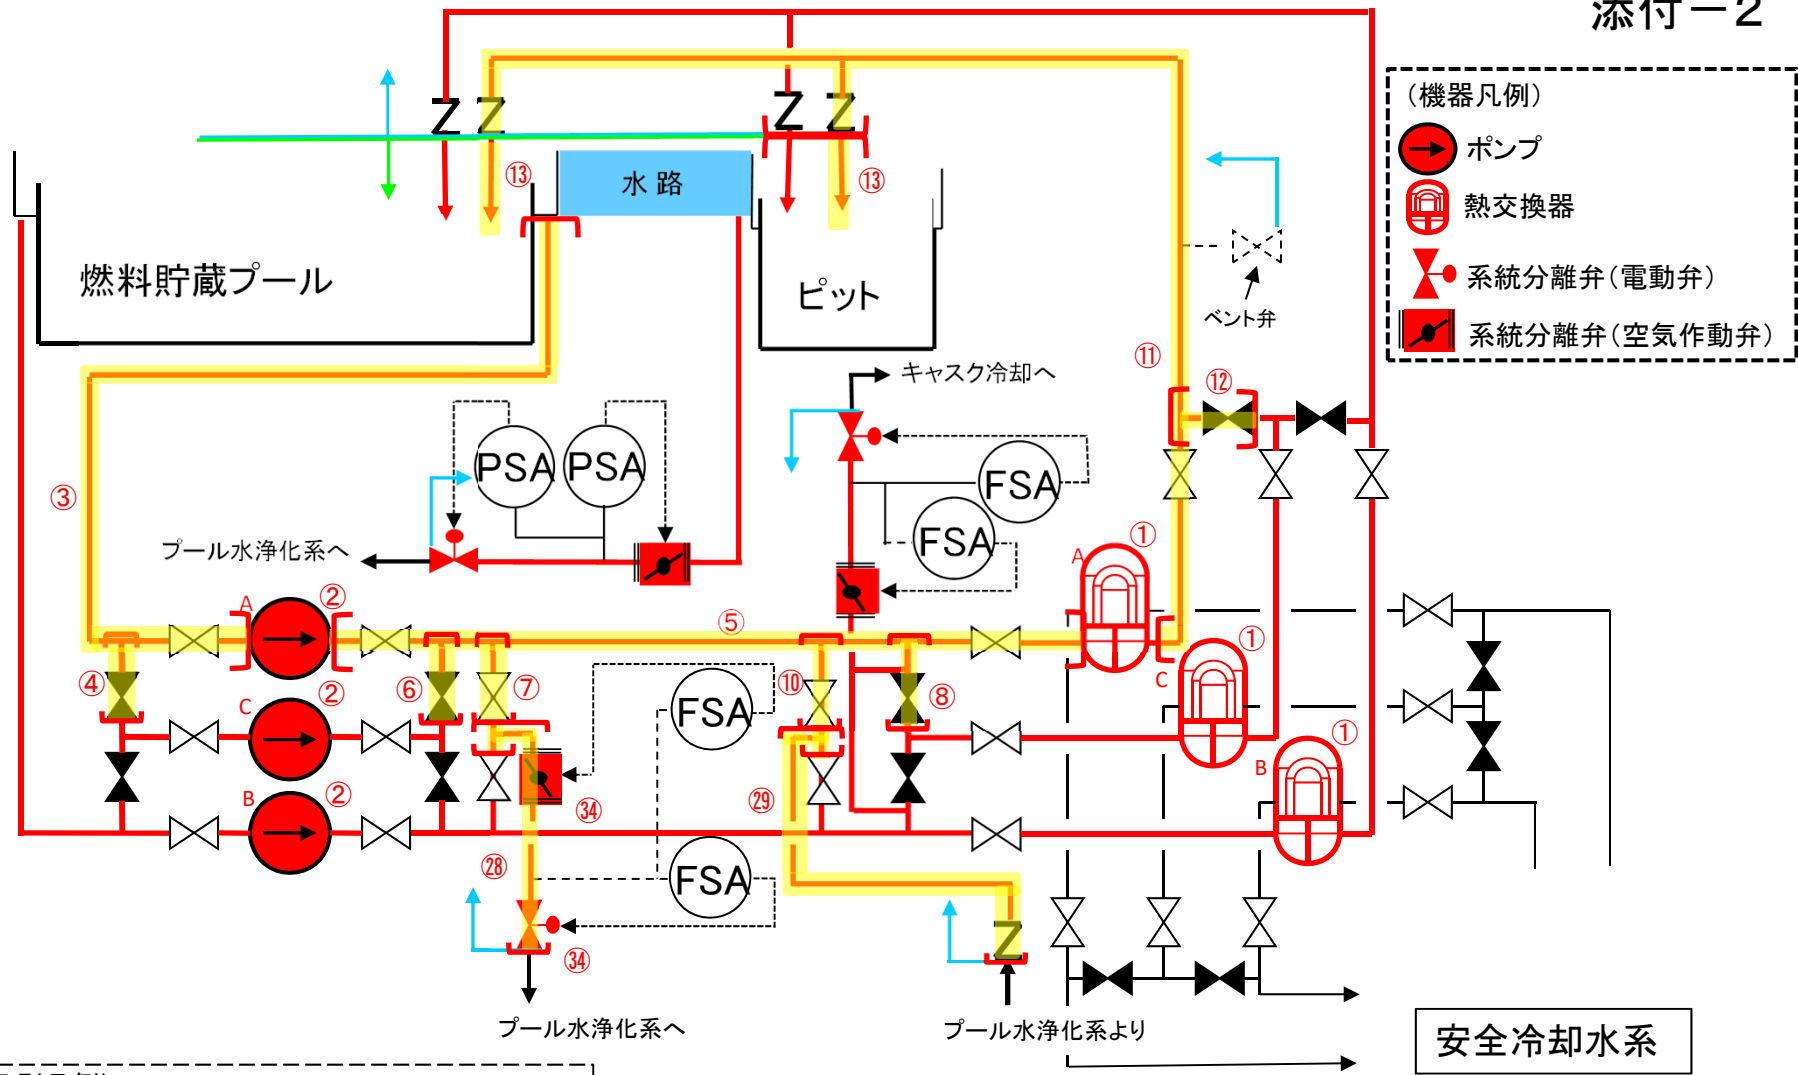 添付－2
（機器凡例）
ポンプ
熱交換器
系統分離弁（電動弁）
系統分離弁（空気作動弁）
⑬
水路
⑬
燃料貯蔵プール
ピット
ベント弁
⑪
⑫
キャスク冷却へ
③
PSA
PSA
FSA
FSA
プール水浄化系へ
A
①
A
②
⑤
C
①
④
⑥
⑦
⑩
⑧
C
②
FSA
B
①
B
②
㉙
㉞
㉘
FSA
㉞
プール水浄化系へ
プール水浄化系より
安全冷却水系